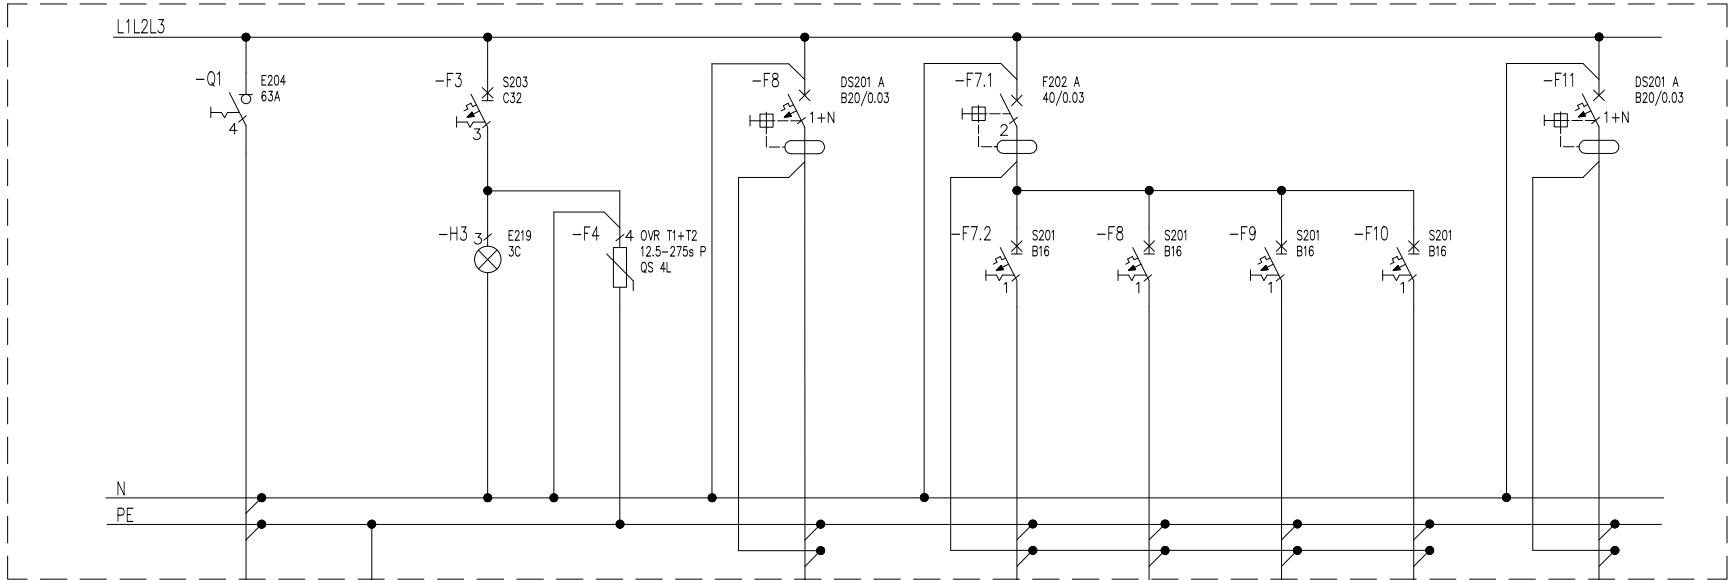 L1L2L3
-Q1
E204
63A
4
-F3
S203
C32
3
-F8
DS201 A
B20/0.03
1+N
-F7.1
F202 A
40/0.03
2
-F11
DS201 A
B20/0.03
1+N
-H3
3
E219
3C
-F4
4
OVR T1+T2
12.5-275s P
QS 4L
-F7.2
S201
B16
1
-F8
S201
B16
1
-F9
S201
B16
1
-F10
S201
B16
1
N
PE